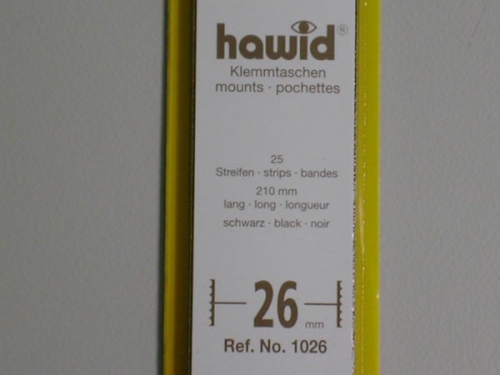 hawid®
Klemmtaschen
mounts · pochettes
25
Streifen · strips · bandes
210 mm
lang · long · longueur
schwarz · black · noir
26 mm
Ref. No. 1026